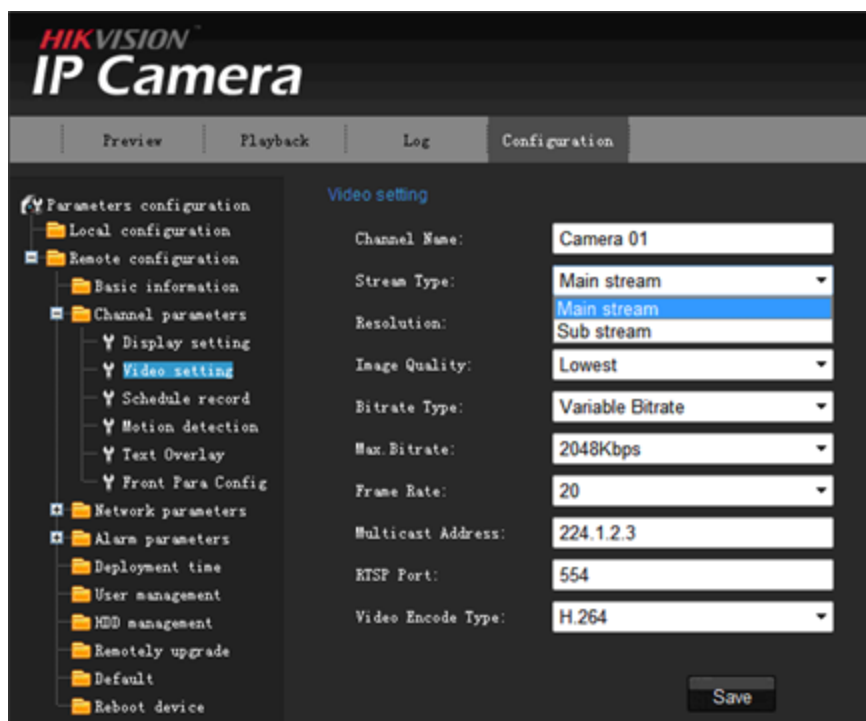 HIKVISION™
IP Camera
Preview Playback Log Configuration
Parameters configuration
Local configuration
Remote configuration
Basic information
Channel parameters
Display setting
Video setting
Schedule record
Motion detection
Text Overlay
Front Para Config
Network parameters
Alarm parameters
Deployment time
User management
HDD management
Remotely upgrade
Default
Reboot device
Video setting
Channel Name: Camera 01
Stream Type: Main stream
Main stream
Sub stream
Resolution:
Image Quality: Lowest
Bitrate Type: Variable Bitrate
Max.Bitrate: 2048Kbps
Frame Rate: 20
Multicast Address: 224.1.2.3
RTSP Port: 554
Video Encode Type: H.264
Save